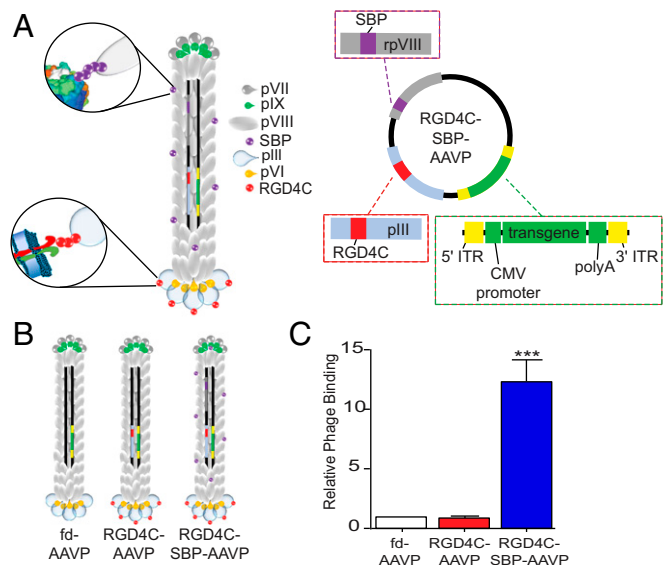 A
pVII
pIX
pVIII
SBP
pIII
pVI
RGD4C
SBP
rpVIII
RGD4C-
SBP-
AAVP
pIII
RGD4C
transgene
5' ITR
3' ITR
CMV
promoter
polyA
B
fd-
AAVP
RGD4C-
AAVP
RGD4C-
SBP-AAVP
C
Relative Phage Binding
15
10
5
0
***
fd-
AAVP
RGD4C-
AAVP
RGD4C-
SBP-AAVP